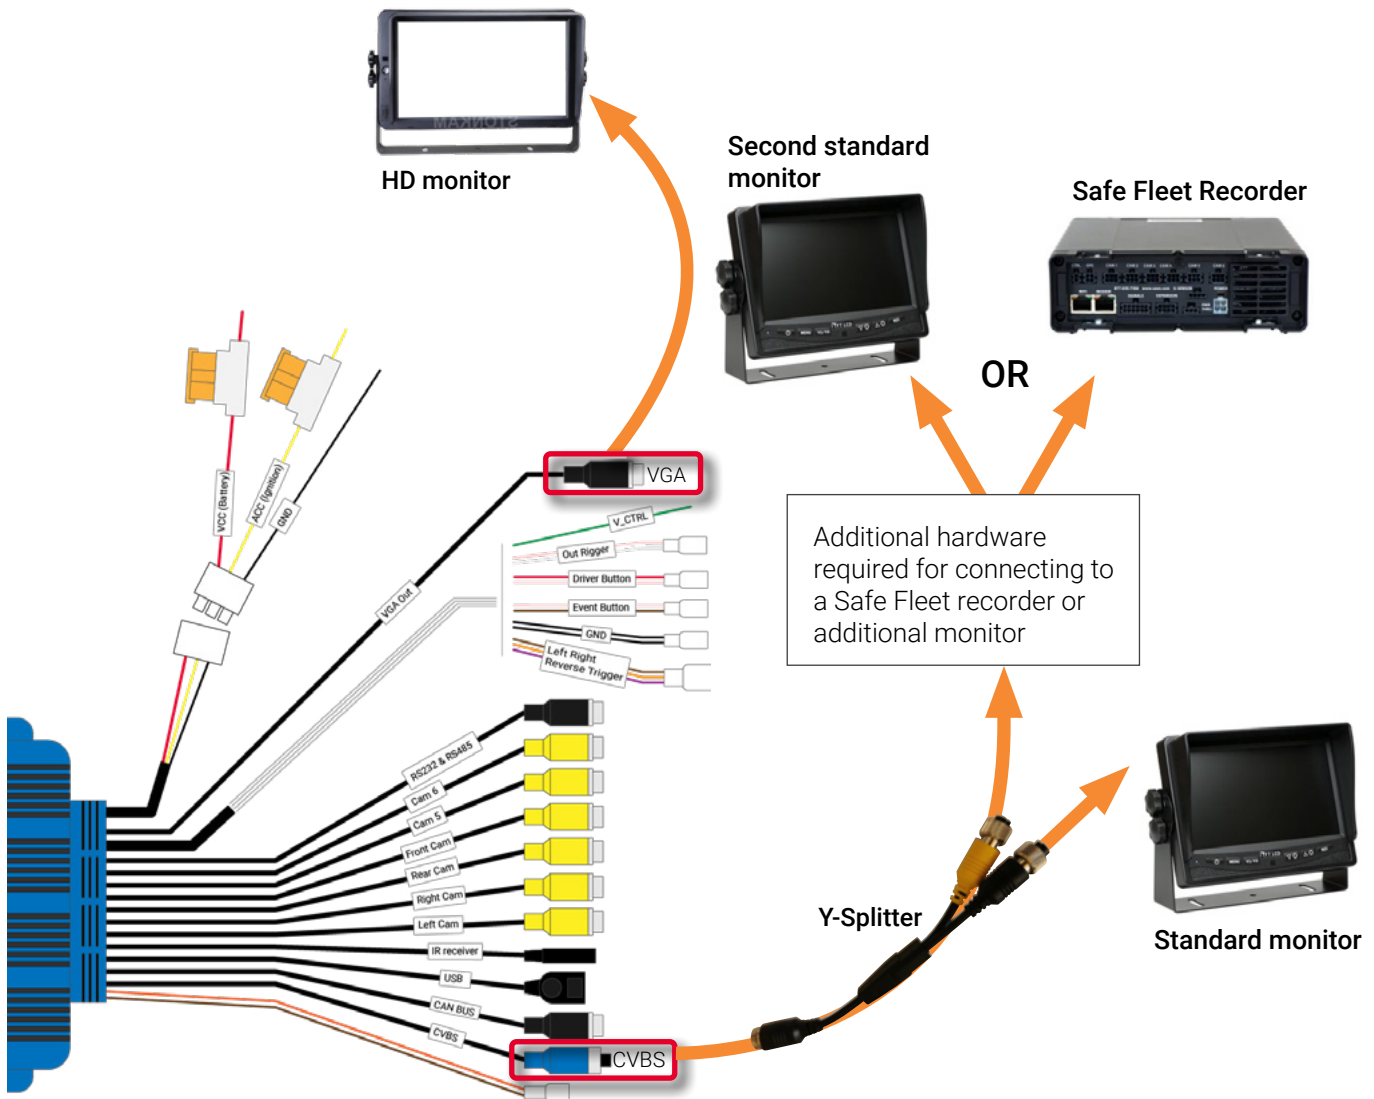 STONKAM
HD monitor
Second standard
monitor
Safe Fleet Recorder
OR
VCC (Battery)
ACC (Ignition)
GND
VGA
VGA Out
V_CTRL
Out Rigger
Driver Button
Event Button
GND
Left Right
Reverse Trigger
Additional hardware
required for connecting to
a Safe Fleet recorder or
additional monitor
RS232 & RS485
Cam 6
Cam 5
Front Cam
Rear Cam
Right Cam
Left Cam
IR receiver
USB
CAN BUS
CVBS
CVBS
Y-Splitter
Standard monitor